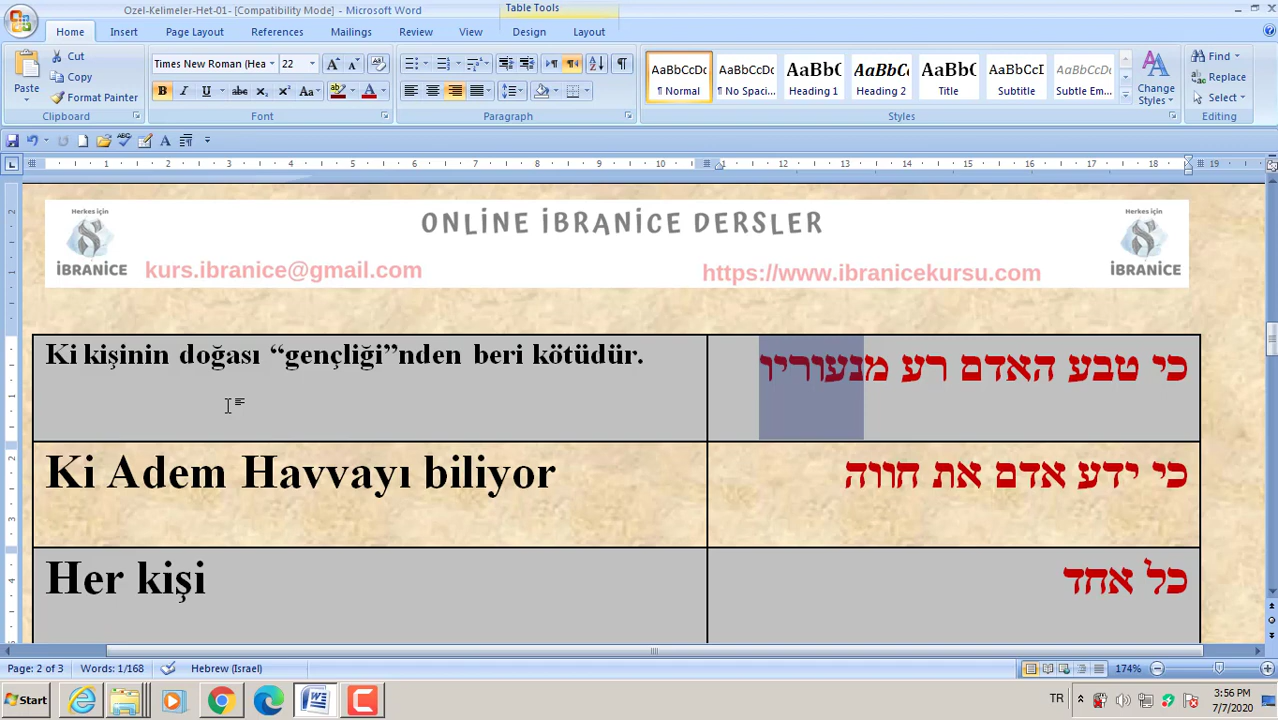 Ozel-Kelimeler-Het-01- [Compatibility Mode] - Microsoft Word
Table Tools
Home Insert Page Layout References Mailings Review View Design Layout
Paste
Cut
Copy
Format Painter
Clipboard
Times New Roman (Hea 22
Font
Paragraph
AaBbCcDc AaBbCcDc AaBbC AaBbCc AaBbC AaBbCcI AaBbCcDc
¶ Normal ¶ No Spaci... Heading 1 Heading 2 Title Subtitle Subtle Em...
Change Styles
Styles
Find
Replace
Select
Editing
Herkes için
İBRANİCE
ONLİNE İBRANİCE DERSLER
kurs.ibranice@gmail.com
https://www.ibranicekursu.com
Herkes için
İBRANİCE
Ki kişinin doğası “gençliği”nden beri kötüdür.
כי טבע האדם רע מנעוריו
Ki Adem Havvayı biliyor
כי ידע אדם את חווה
Her kişi
כל אחד
Page: 2 of 3 Words: 1/168 Hebrew (Israel) 174%
Start
TR
3:56 PM
7/7/2020